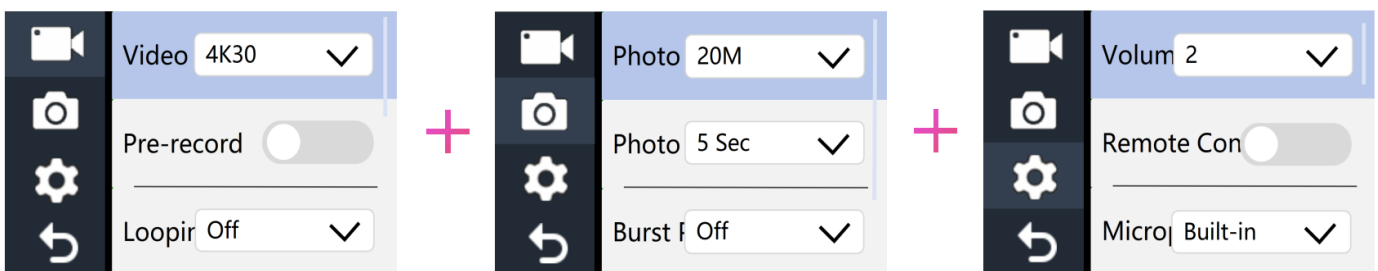 Video 4K30
Pre-record
Loopin Off
Photo 20M
Photo 5 Sec
Burst Off
Volum 2
Remote Con
Microp Built-in